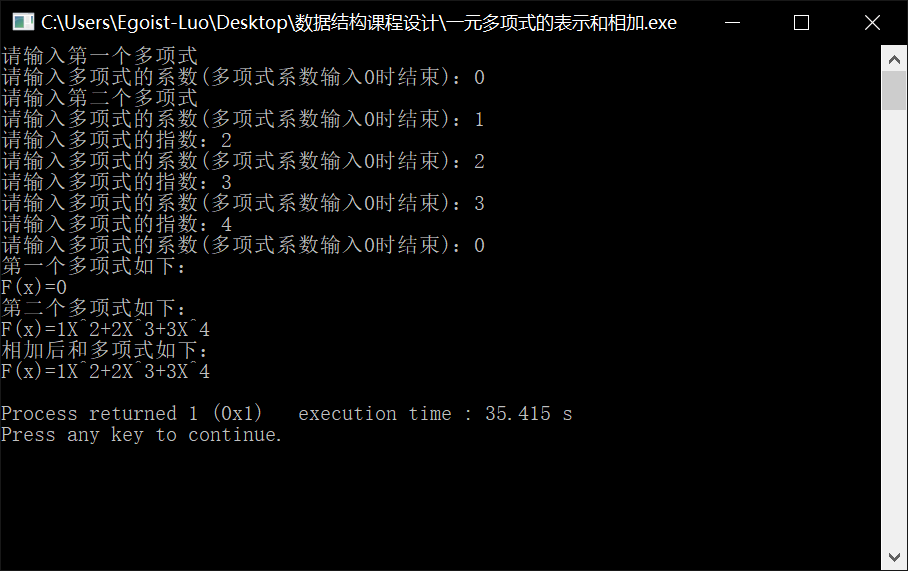 C:\Users\Egoist-Luo\Desktop\数据结构课程设计\一元多项式的表示和相加.exe
请输入第一个多项式
请输入多项式的系数(多项式系数输入0时结束): 0
请输入第二个多项式
请输入多项式的系数(多项式系数输入0时结束): 1
请输入多项式的指数: 2
请输入多项式的系数(多项式系数输入0时结束): 2
请输入多项式的指数: 3
请输入多项式的系数(多项式系数输入0时结束): 3
请输入多项式的指数: 4
请输入多项式的系数(多项式系数输入0时结束): 0
第一个多项式如下:
F(x)=0
第二个多项式如下:
F(x)=1X^2+2X^3+3X^4
相加后和多项式如下:
F(x)=1X^2+2X^3+3X^4
Process returned 1 (0x1)   execution time : 35.415 s
Press any key to continue.